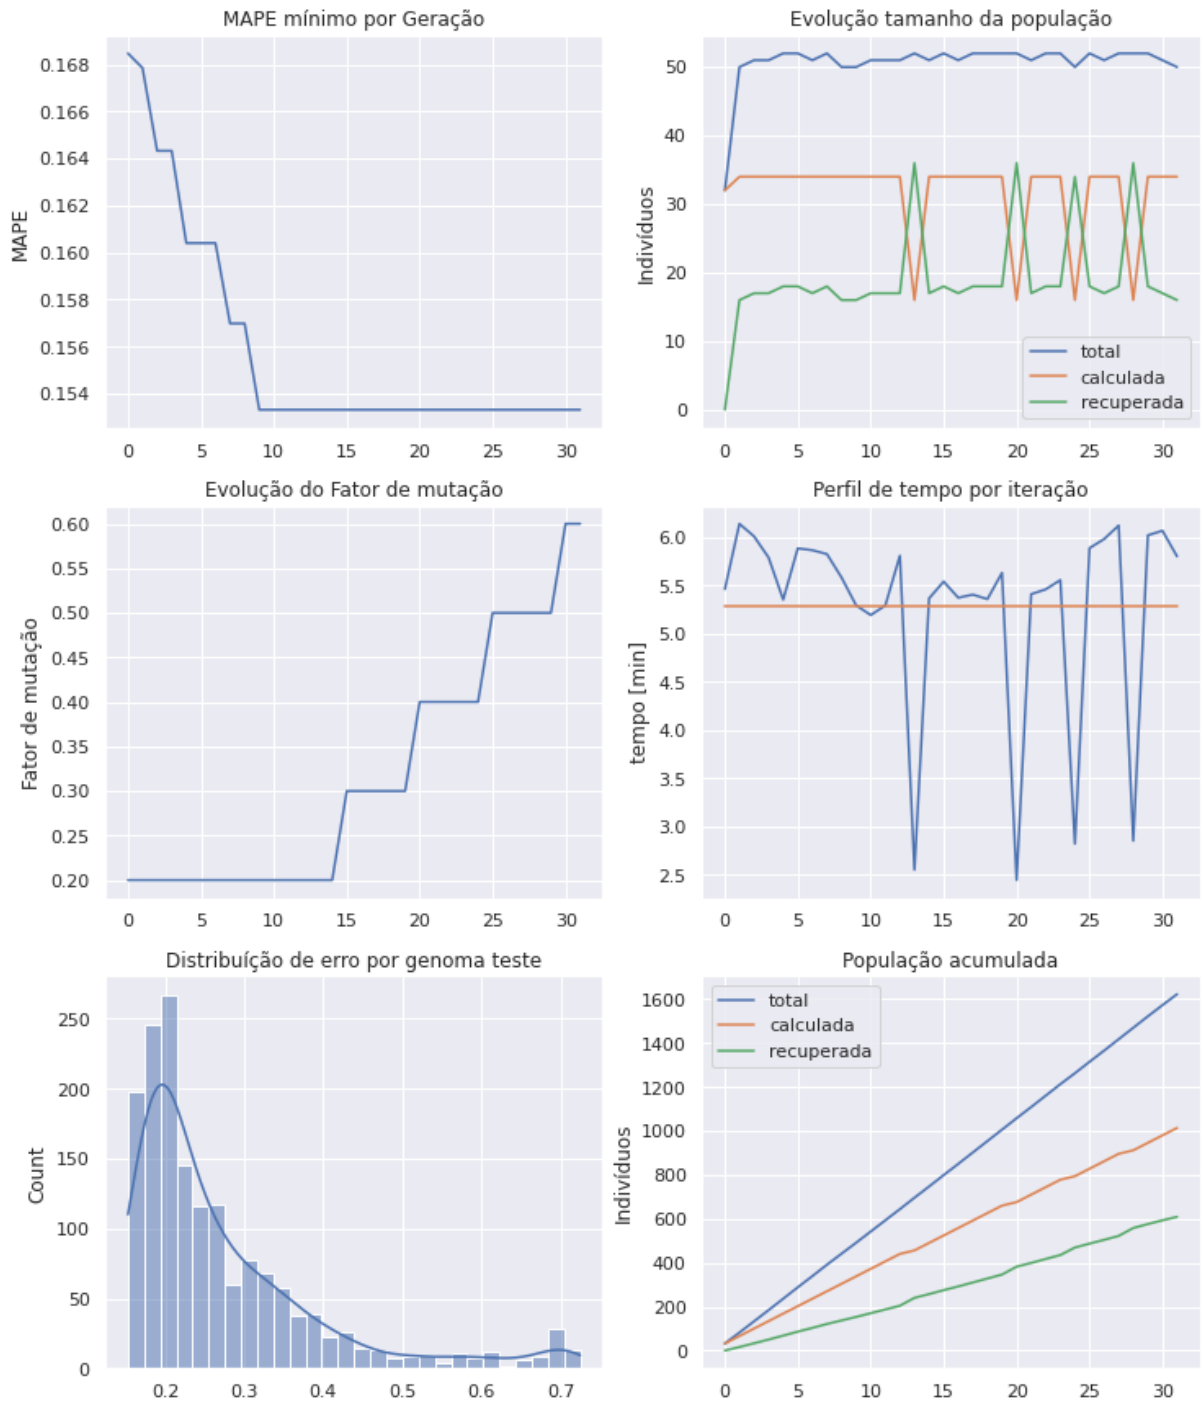 MAPE mínimo por Geração
MAPE
0.168
0.166
0.164
0.162
0.160
0.158
0.156
0.154
0 5 10 15 20 25 30
Evolução tamanho da população
Indivíduos
50
40
30
20
10
0
total
calculada
recuperada
0 5 10 15 20 25 30
Evolução do Fator de mutação
Fator de mutação
0.60
0.55
0.50
0.45
0.40
0.35
0.30
0.25
0.20
0 5 10 15 20 25 30
Perfil de tempo por iteração
tempo [min]
6.0
5.5
5.0
4.5
4.0
3.5
3.0
2.5
0 5 10 15 20 25 30
Distribuíção de erro por genoma teste
Count
250
200
150
100
50
0
0.2 0.3 0.4 0.5 0.6 0.7
População acumulada
Indivíduos
1600
1400
1200
1000
800
600
400
200
0
total
calculada
recuperada
0 5 10 15 20 25 30